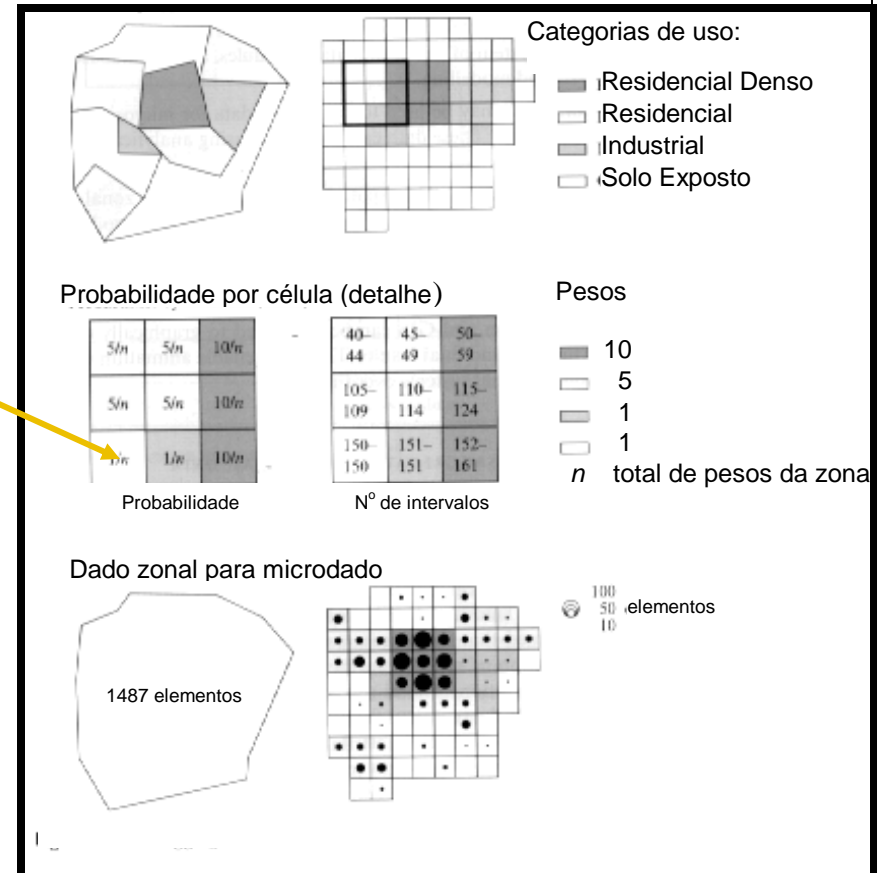 Categorias de uso:
Residencial Denso
Residencial
Industrial
Solo Exposto
Probabilidade por célula (detalhe)
Pesos
5/n 5/n 10/n
5/n 5/n 10/n
1/n 1/n 10/n
Probabilidade
40–44 45–49 50–59
105–109 110–114 115–124
150–150 151–151 152–161
Nº de intervalos
10
5
1
1
n total de pesos da zona
Dado zonal para microdado
1487 elementos
100
50 elementos
10